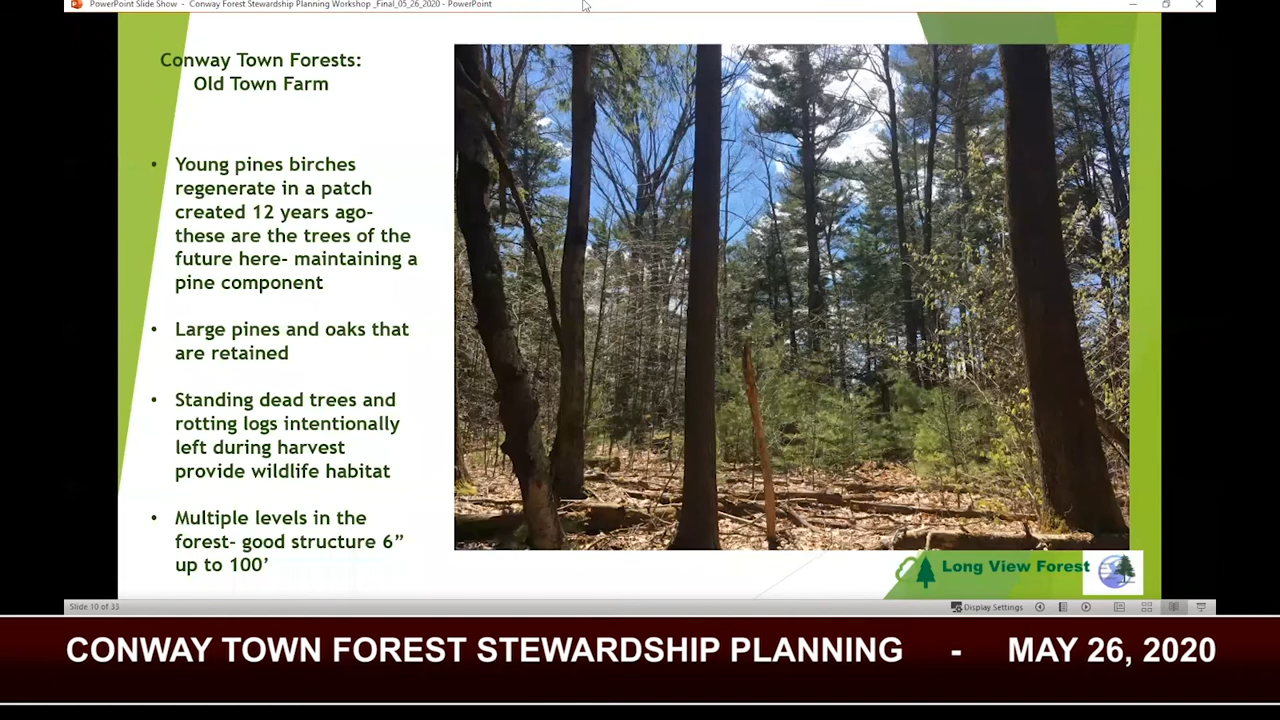 PowerPoint Slide Show - Conway Forest Stewardship Planning Workshop _Final_05_26_2020 - PowerPoint
Conway Town Forests:
Old Town Farm
• Young pines birches
regenerate in a patch
created 12 years ago-
these are the trees of the
future here- maintaining a
pine component
• Large pines and oaks that
are retained
• Standing dead trees and
rotting logs intentionally
left during harvest
provide wildlife habitat
• Multiple levels in the
forest- good structure 6”
up to 100’
Long View Forest
Slide 10 of 33
Display Settings
CONWAY TOWN FOREST STEWARDSHIP PLANNING - MAY 26, 2020